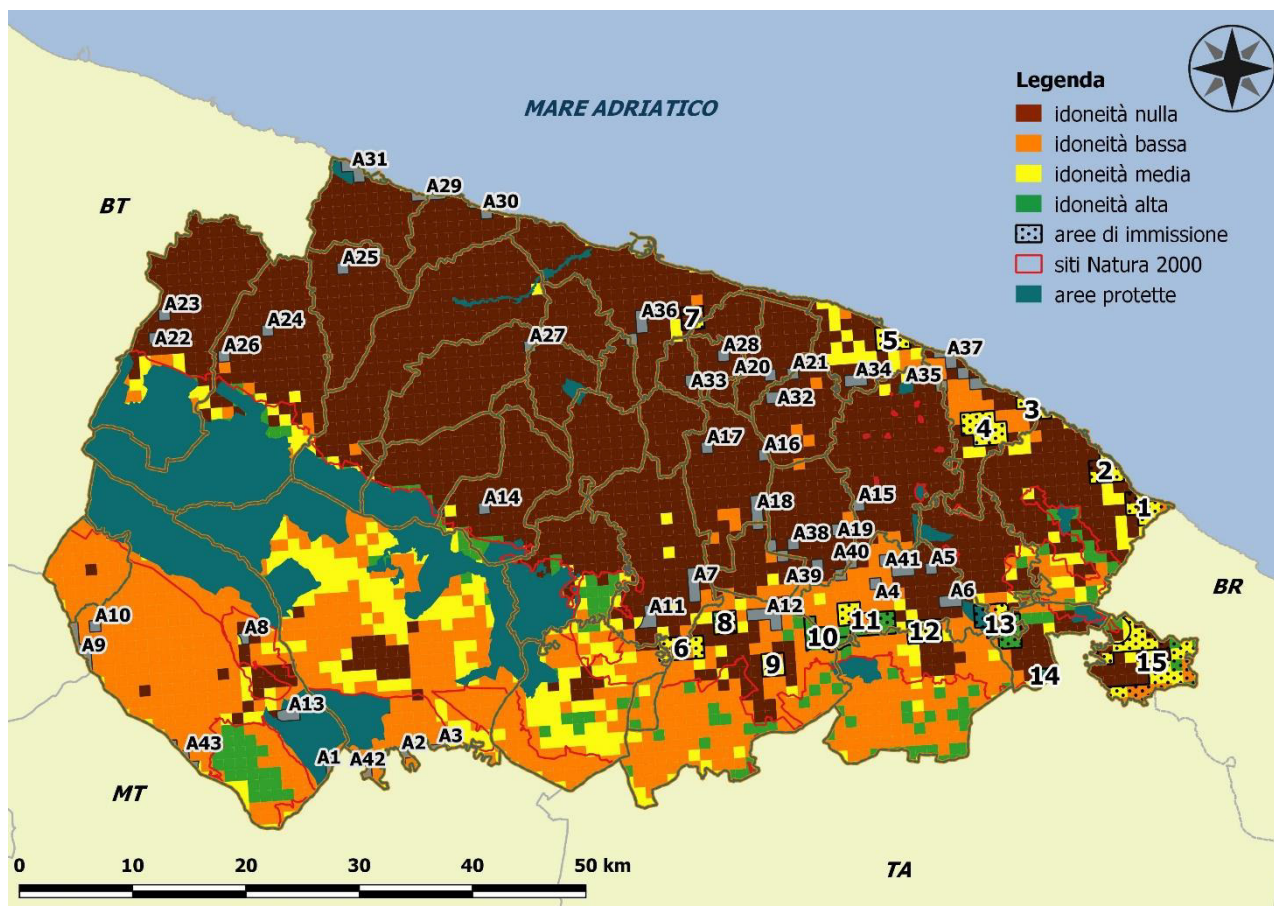 MARE ADRIATICO
Legenda
idoneità nulla
idoneità bassa
idoneità media
idoneità alta
aree di immissione
siti Natura 2000
aree protette
BT
A31
A29
A30
A25
A23
A24
A22
A26
A36
7
A27
A28
A20
A21
A33
A32
A34
A35
5
A37
3
4
A17
A16
2
1
A14
A18
A15
A38
A19
A40
A39
A41
A5
A7
A4
A6
BR
A10
A9
A8
A11
A12
8
6
9
10
11
12
13
14
15
A13
A43
A1
A42
A2
A3
MT
TA
0 10 20 30 40 50 km